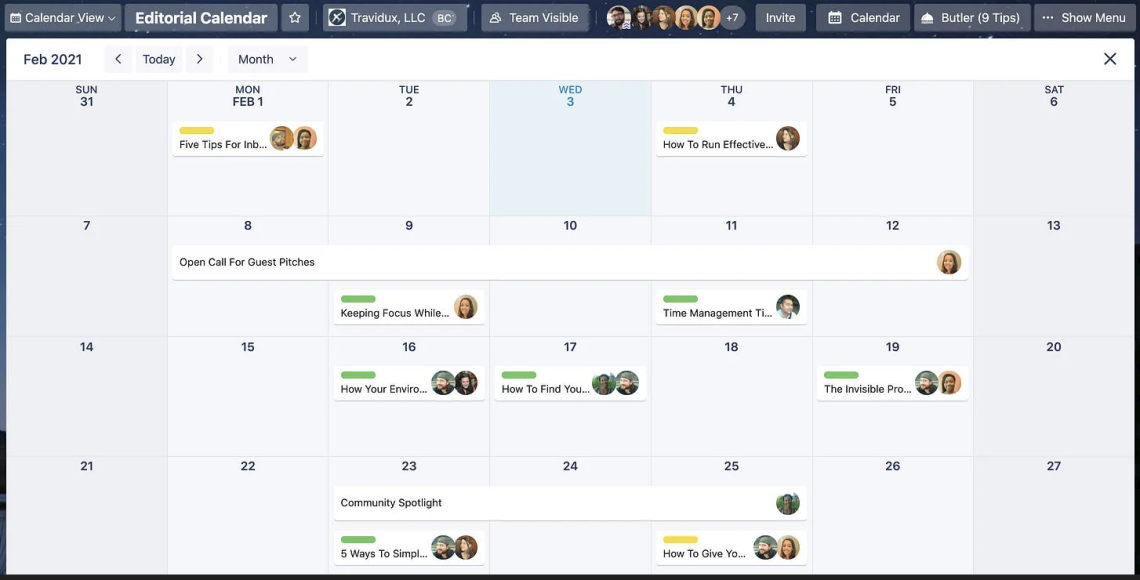 Calendar View Editorial Calendar Travidux, LLC BC Team Visible +7 Invite Calendar Butler (9 Tips) Show Menu
Feb 2021 Today Month
SUN MON TUE WED THU FRI SAT
31 FEB 1 2 3 4 5 6
Five Tips For Inb... How To Run Effective...
7 8 9 10 11 12 13
Open Call For Guest Pitches
Keeping Focus While... Time Management Ti...
14 15 16 17 18 19 20
How Your Enviro... How To Find You... The Invisible Pro...
21 22 23 24 25 26 27
Community Spotlight
5 Ways To Simpl... How To Give Yo...